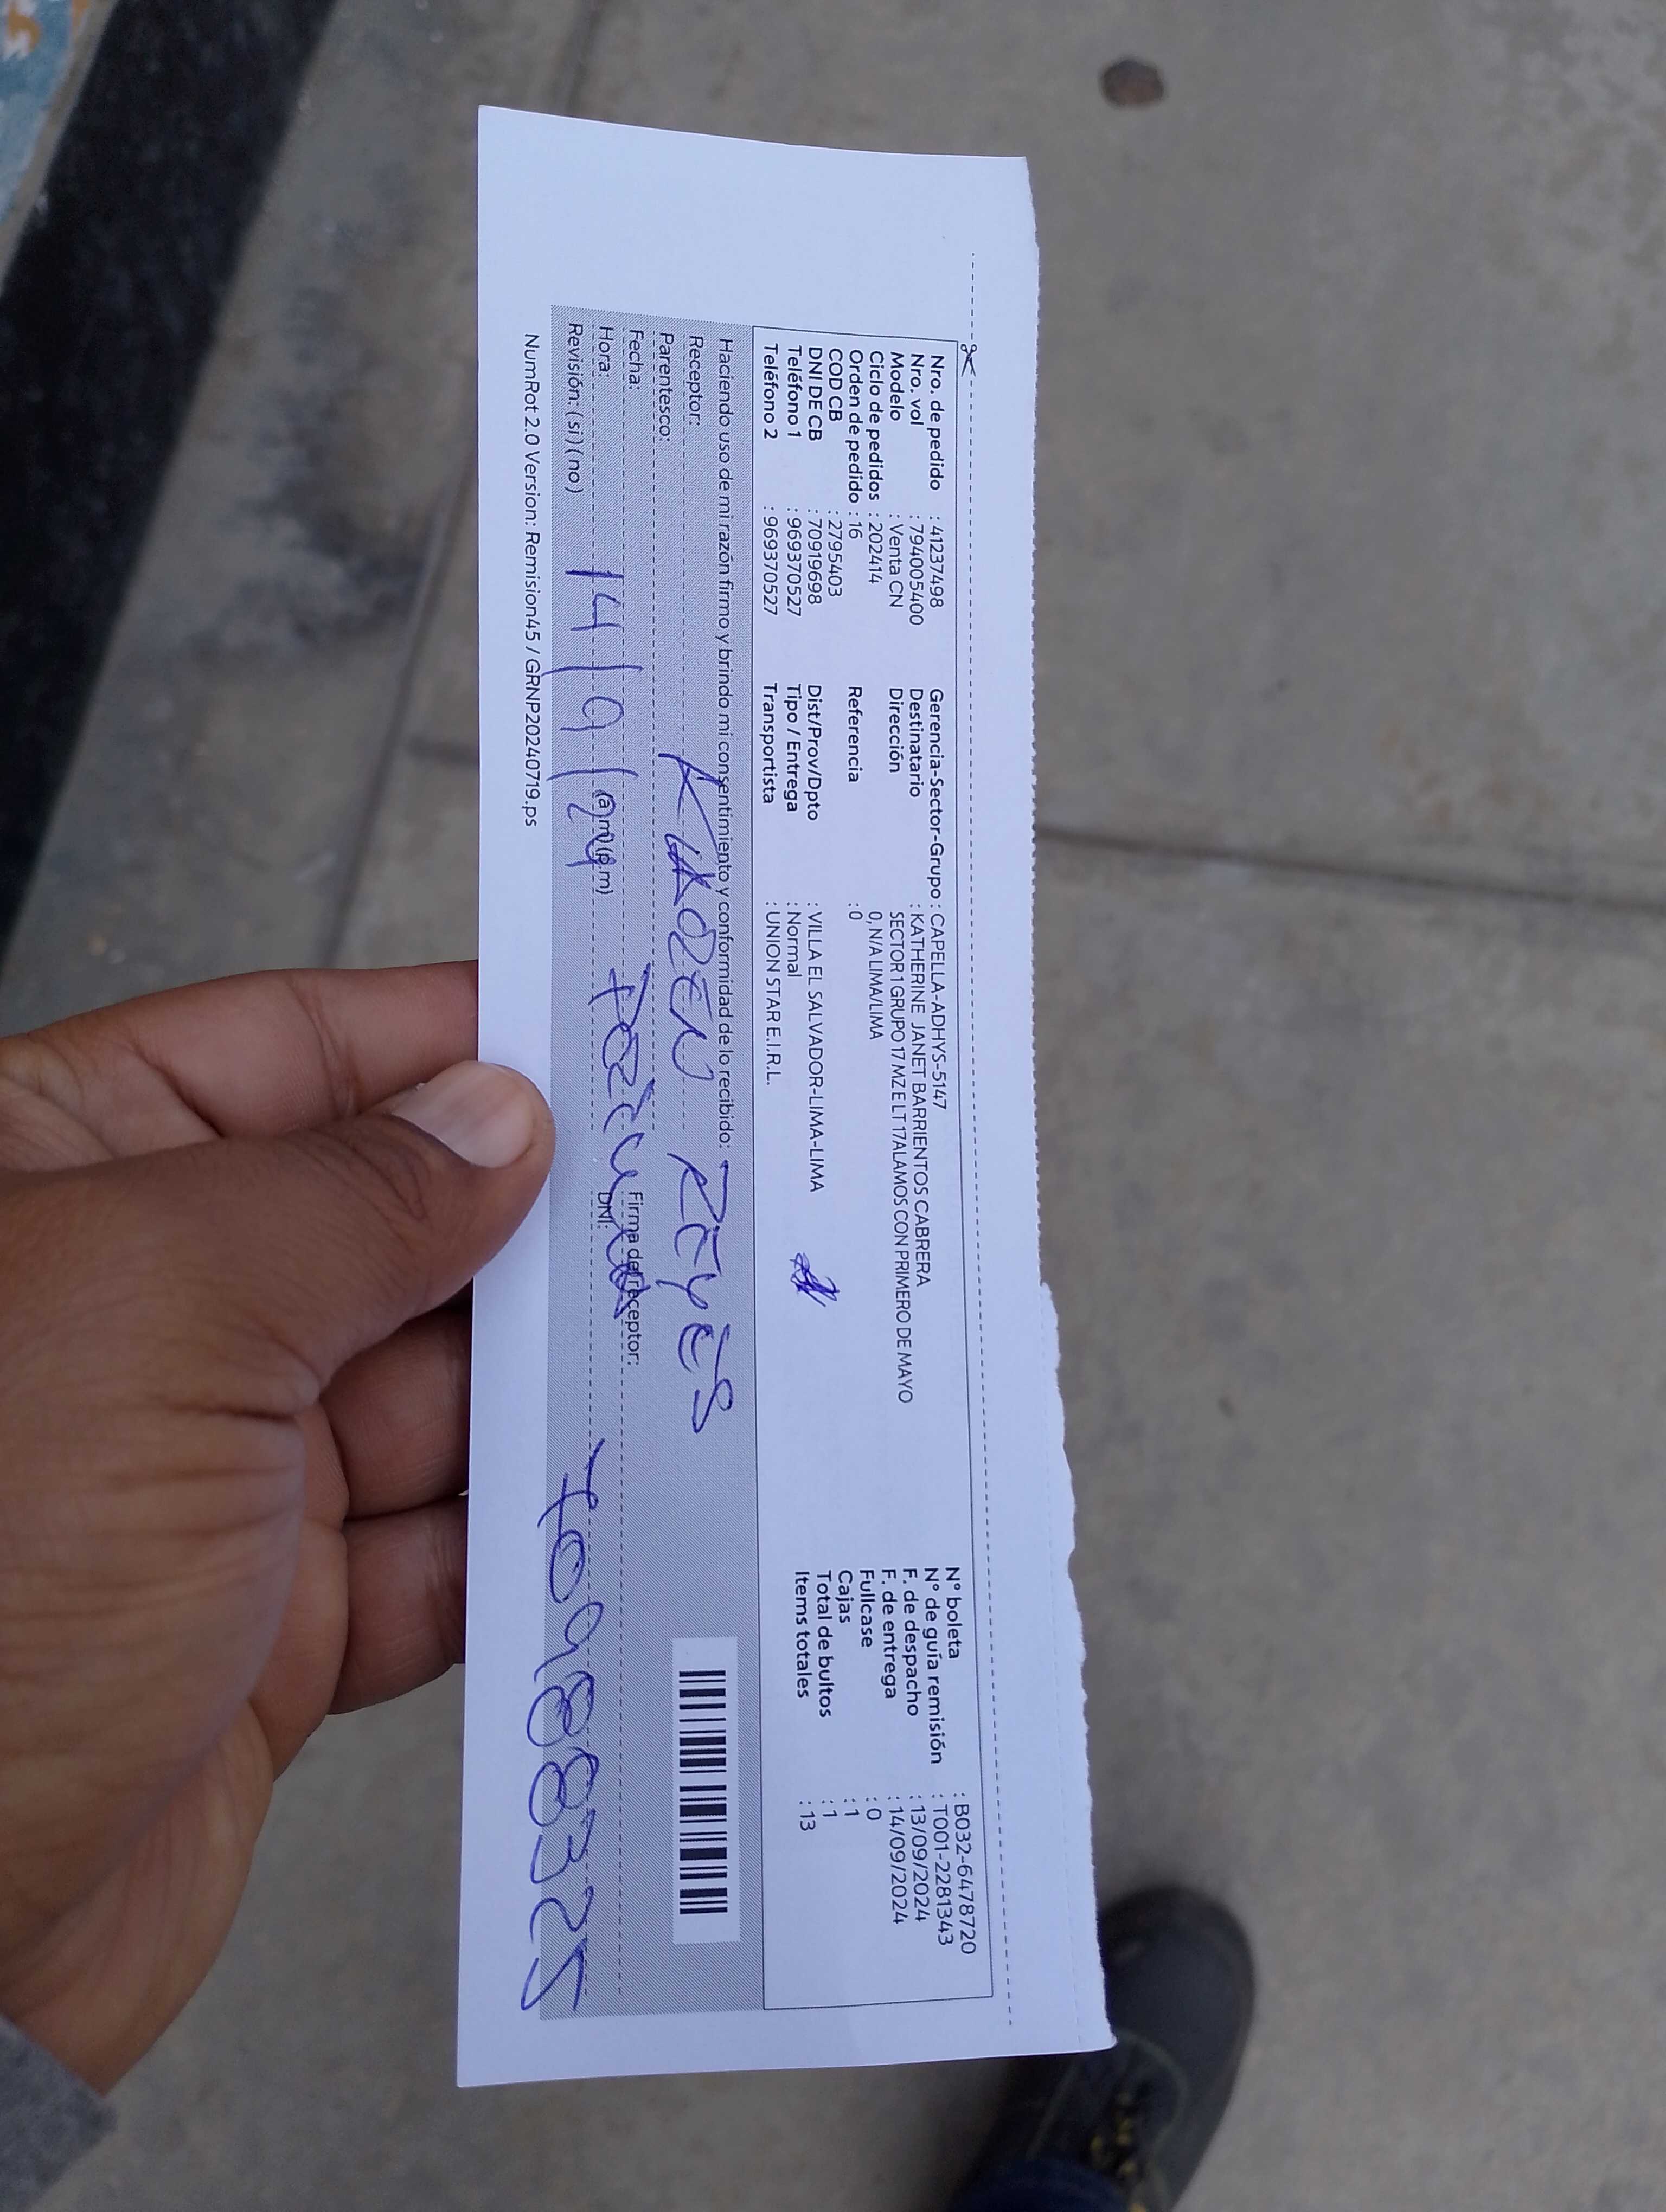 Nro. de pedido : 41237498 Gerencia-Sector-Grupo : CAPELLA-ADHYS-5147 N° boleta : B032-6478720
Nro. vol : 794005400 Destinatario : KATHERINE JANET BARRIENTOS CABRERA N° de guía remisión : T001-2281343
Modelo : Venta CN Dirección SECTOR 1 GRUPO 17 MZ E LT 17ALAMOS CON PRIMERO DE MAYO F. de despacho : 13/09/2024
Ciclo de pedidos : 202414 0, N/A LIMA/LIMA F. de entrega : 14/09/2024
Orden de pedido : 16 Referencia :0 Fullcase : 0
COD CB : 2795403 Cajas : 1
DNI DE CB : 70919698 Dist/Prov/Dpto : VILLA EL SALVADOR-LIMA-LIMA Total de bultos : 1
Teléfono 1 : 969370527 Tipo / Entrega : Normal Items totales : 13
Teléfono 2 : 969370527 Transportista : UNION STAR E.I.R.L.
Haciendo uso de mi razón firmo y brindo mi consentimiento y conformidad de lo recibido:
Receptor: REYES
Parentesco:
Fecha: Firma del receptor:
Hora: (a.m) (p.m) DNI: 70988325
Revisión: (si) (no) 14/9/24
NumRot 2.0 Version: Remision45 / GRNP20240719.ps